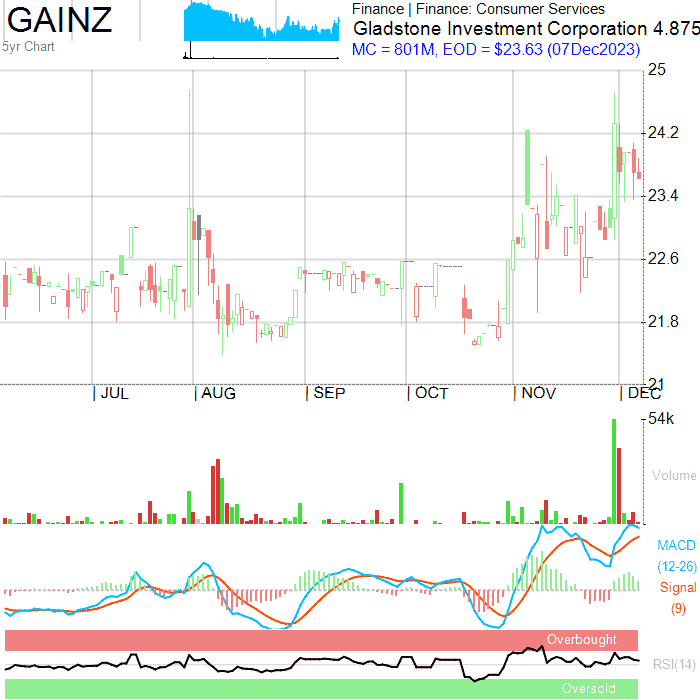 GAINZ
Finance | Finance: Consumer Services
Gladstone Investment Corporation 4.875
5yr Chart
MC = 801M, EOD = $23.63 (07Dec2023)
25
24.2
23.4
22.6
21.8
21
| JUL | AUG | SEP | OCT | NOV | DEC
54k
Volume
MACD
(12-26)
Signal
(9)
Overbought
RSI(14)
Oversold